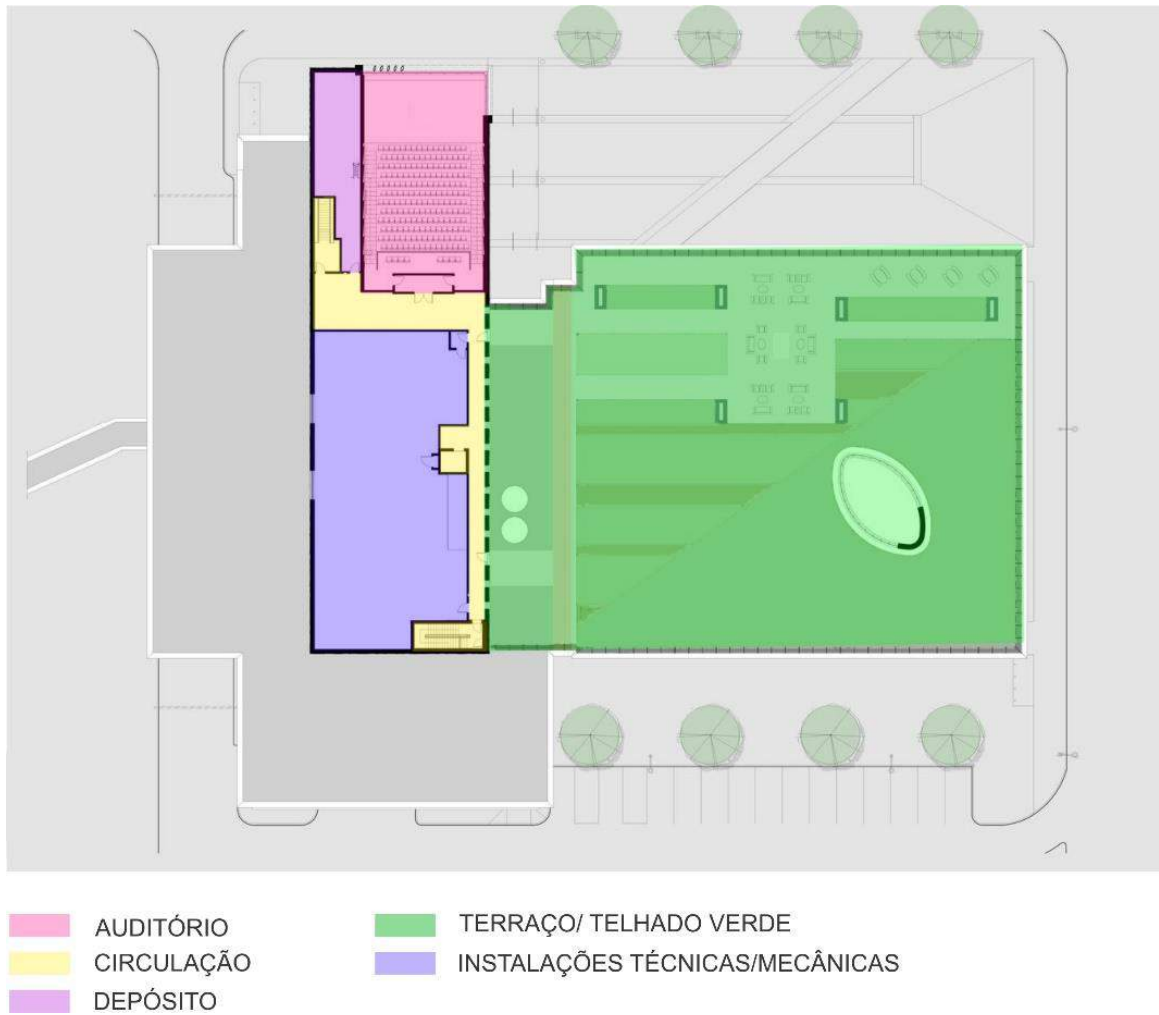 AUDITÓRIO
CIRCULAÇÃO
DEPÓSITO
TERRAÇO/ TELHADO VERDE
INSTALAÇÕES TÉCNICAS/MECÂNICAS